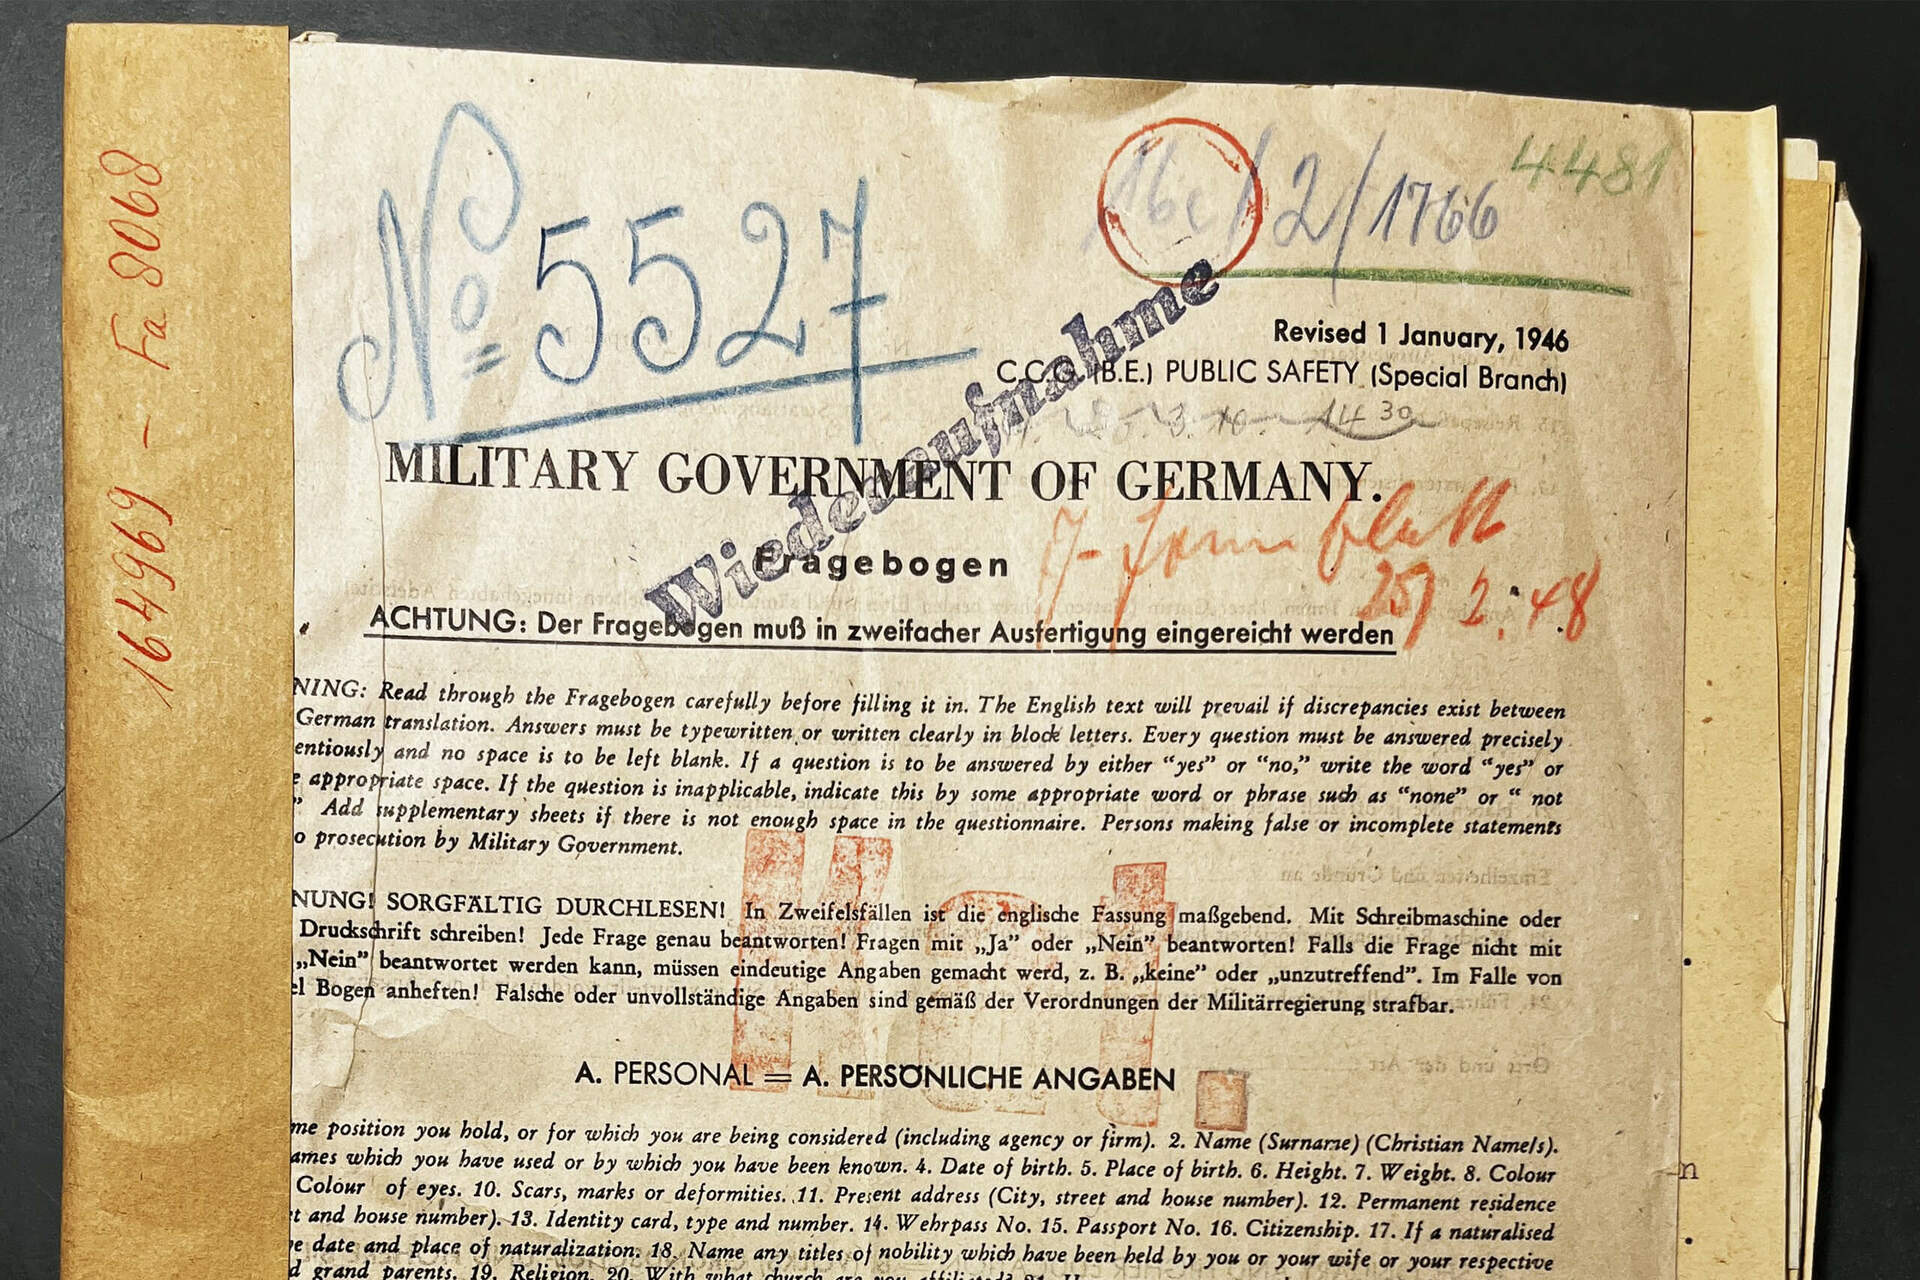 164969 - Fa 8068
No 5527
16c/2/1766
4481
Revised 1 January, 1946
C.C.G. (B.E.) PUBLIC SAFETY (Special Branch)
Wiederaufnahme
MILITARY GOVERNMENT OF GERMANY.
Fragebogen
2. 48
ACHTUNG: Der Fragebogen muß in zweifacher Ausfertigung eingereicht werden
NING: Read through the Fragebogen carefully before filling it in. The English text will prevail if discrepancies exist between
German translation. Answers must be typewritten or written clearly in block letters. Every question must be answered precisely
entiously and no space is to be left blank. If a question is to be answered by either “yes” or “no,” write the word “yes” or
e appropriate space. If the question is inapplicable, indicate this by some appropriate word or phrase such as “none” or “ not
” Add supplementary sheets if there is not enough space in the questionnaire. Persons making false or incomplete statements
o prosecution by Military Government.
NUNG! SORGFÄLTIG DURCHLESEN! In Zweifelsfällen ist die englische Fassung maßgebend. Mit Schreibmaschine oder
Druckschrift schreiben! Jede Frage genau beantworten! Fragen mit „Ja” oder „Nein” beantworten! Falls die Frage nicht mit
„Nein” beantwortet werden kann, müssen eindeutige Angaben gemacht werd, z. B. „keine” oder „unzutreffend”. Im Falle von
el Bogen anheften! Falsche oder unvollständige Angaben sind gemäß der Verordnungen der Militärregierung strafbar.
A. PERSONAL = A. PERSÖNLICHE ANGABEN
me position you hold, or for which you are being considered (including agency or firm). 2. Name (Surname) (Christian Name/s).
ames which you have used or by which you have been known. 4. Date of birth. 5. Place of birth. 6. Height. 7. Weight. 8. Colour
Colour of eyes. 10. Scars, marks or deformities. 11. Present address (City, street and house number). 12. Permanent residence
t and house number). 13. Identity card, type and number. 14. Wehrpass No. 15. Passport No. 16. Citizenship. 17. If a naturalised
e date and place of naturalization. 18. Name any titles of nobility which have been held by you or your wife or your respective
d grand parents. 19. Religion. 20. With what church are you affiliated? 21.